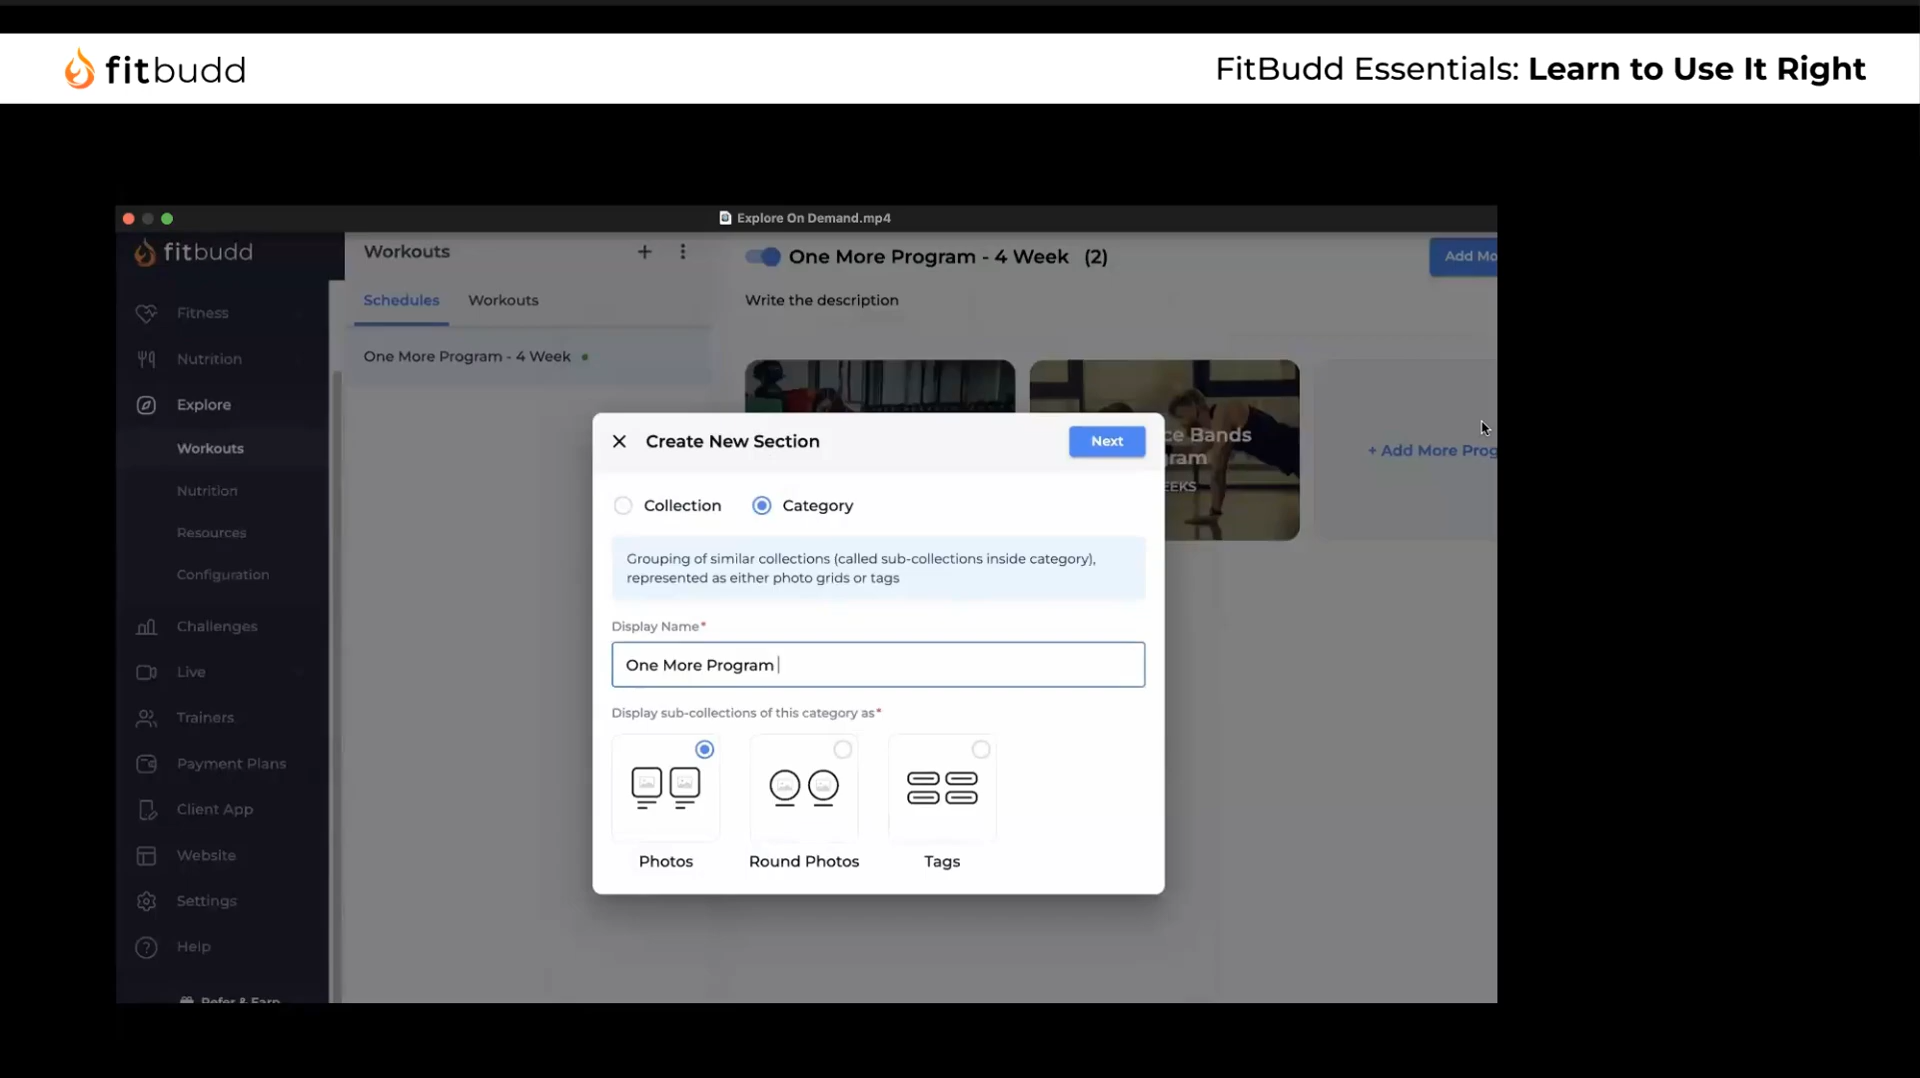 fitbudd
FitBudd Essentials: Learn to Use It Right
Explore On Demand.mp4
fitbudd
Fitness
Nutrition
Explore
Workouts
Nutrition
Resources
Configuration
Challenges
Live
Trainers
Payment Plans
Client App
Website
Settings
Help
Refer & Earn
Workouts
Schedules
Workouts
One More Program - 4 Week
One More Program - 4 Week (2)
Add Mo
Write the description
ce Bands
ram
EEKS
+ Add More Prog
Create New Section
Next
Collection
Category
Grouping of similar collections (called sub-collections inside category),
represented as either photo grids or tags
Display Name*
One More Program
Display sub-collections of this category as*
Photos
Round Photos
Tags